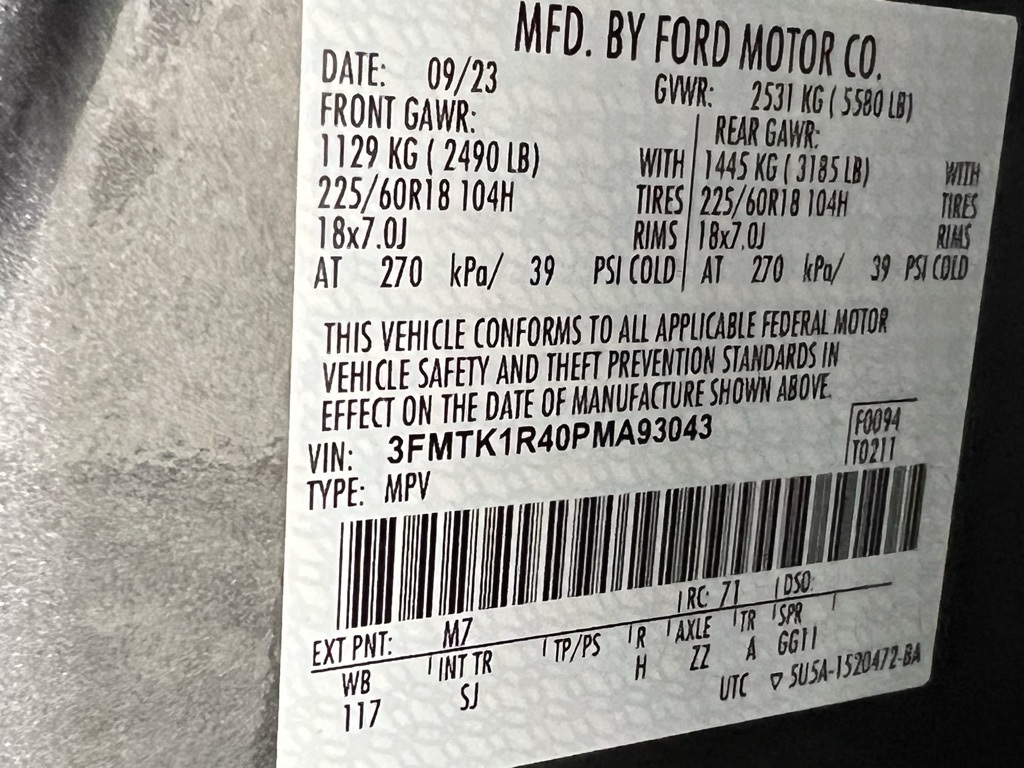 MFD. BY FORD MOTOR CO.
DATE: 09/23 GVWR: 2531 KG ( 5580 LB)
FRONT GAWR: REAR GAWR:
1129 KG ( 2490 LB) WITH 1445 KG ( 3185 LB) WITH
225/60R18 104H TIRES 225/60R18 104H TIRES
18x7.0J RIMS 18x7.0J RIMS
AT 270 kPa/ 39 PSI COLD AT 270 kPa/ 39 PSI COLD
THIS VEHICLE CONFORMS TO ALL APPLICABLE FEDERAL MOTOR
VEHICLE SAFETY AND THEFT PREVENTION STANDARDS IN
EFFECT ON THE DATE OF MANUFACTURE SHOWN ABOVE.
VIN: 3FMTK1R40PMA93043 F0094
TYPE: MPV T0211
EXT PNT: M7 RC: 71 DSO:
WB INT TR TP/PS R AXLE TR SPR
117 SJ H ZZ A GG11
UTC ▽ 5U5A-1520472-BA